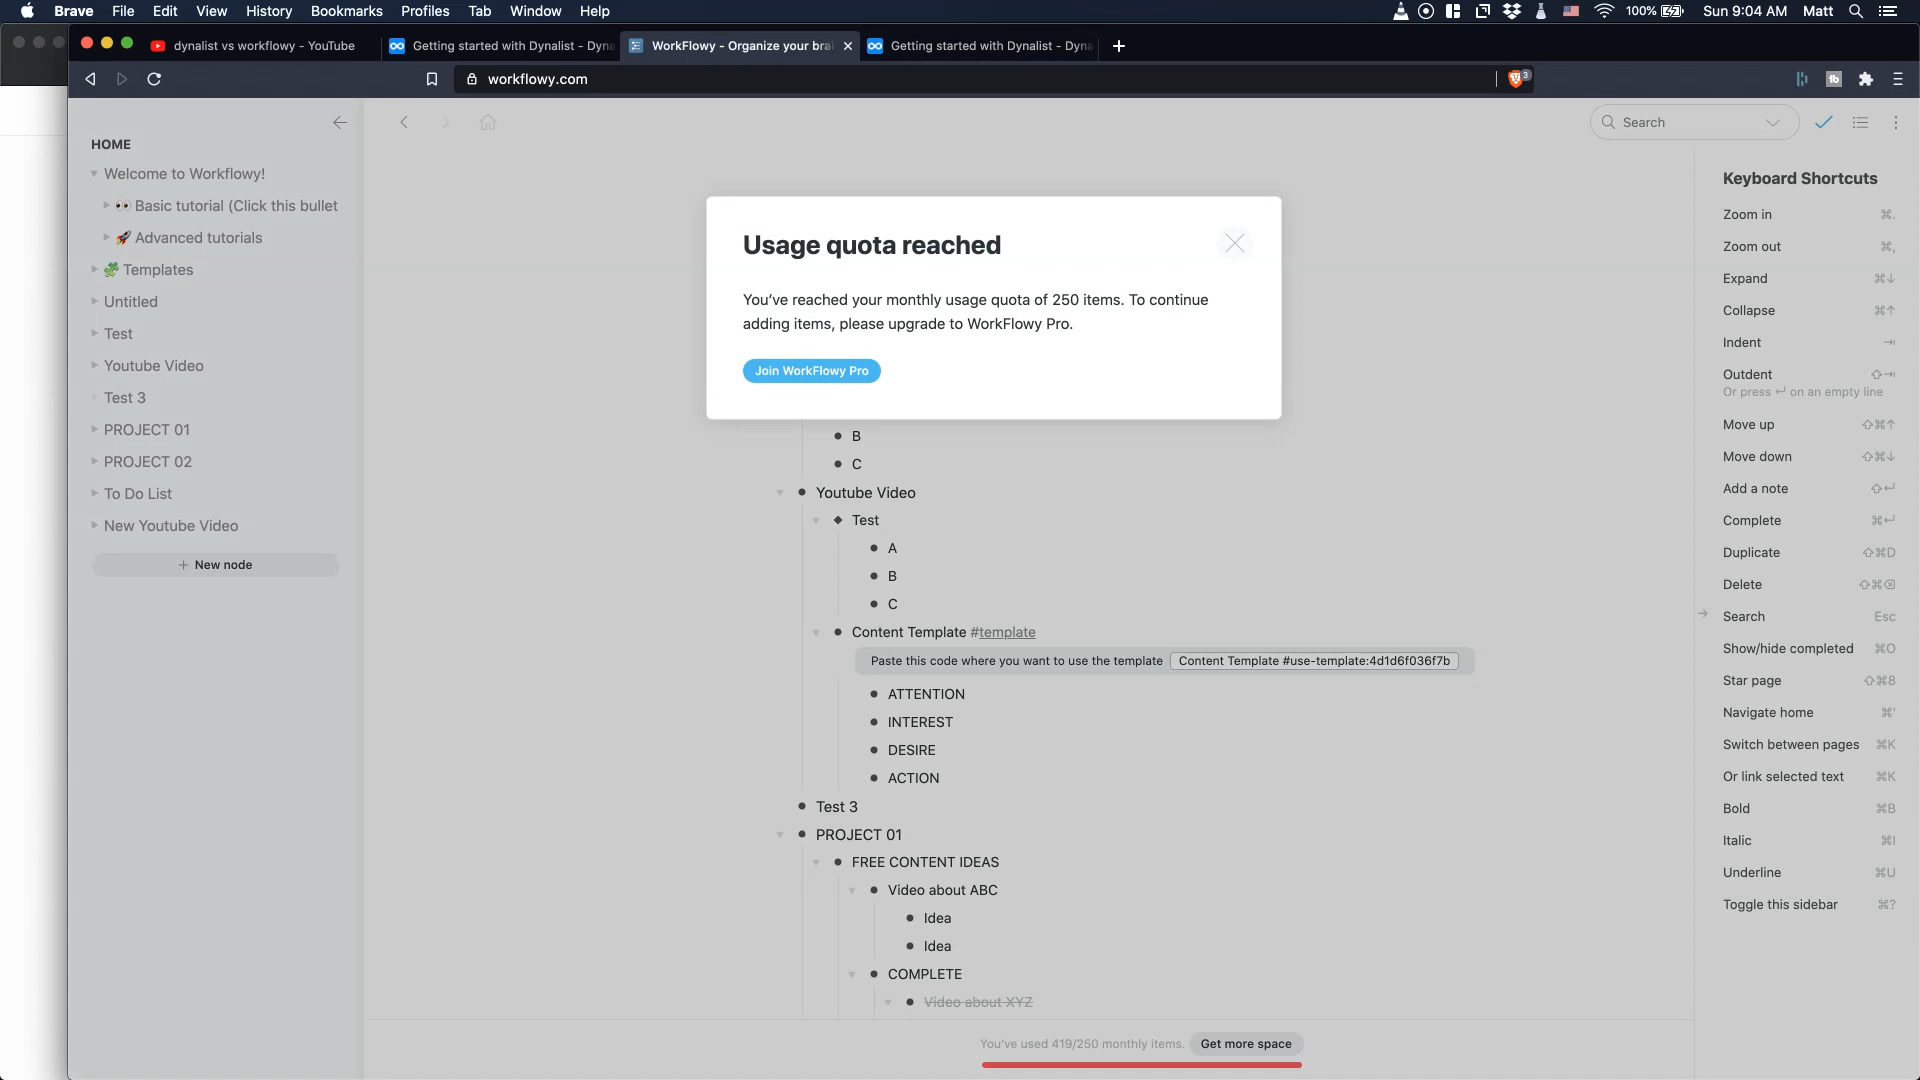 Brave File Edit View History Bookmarks Profiles Tab Window Help 100% Sun 9:04 AM Matt
dynalist vs workflowy - YouTube Getting started with Dynalist - Dyna WorkFlowy - Organize your brai Getting started with Dynalist - Dyna
workflowy.com 3
HOME
Welcome to Workflowy!
👀 Basic tutorial (Click this bullet
🚀 Advanced tutorials
🧩 Templates
Untitled
Test
Youtube Video
Test 3
PROJECT 01
PROJECT 02
To Do List
New Youtube Video
+ New node
Search
Usage quota reached
You've reached your monthly usage quota of 250 items. To continue
adding items, please upgrade to WorkFlowy Pro.
Join WorkFlowy Pro
B
C
Youtube Video
Test
A
B
C
Content Template #template
Paste this code where you want to use the template Content Template #use-template:4d1d6f036f7b
ATTENTION
INTEREST
DESIRE
ACTION
Test 3
PROJECT 01
FREE CONTENT IDEAS
Video about ABC
Idea
Idea
COMPLETE
Video about XYZ
You've used 419/250 monthly items. Get more space
Keyboard Shortcuts
Zoom in ⌘.
Zoom out ⌘,
Expand ⌘↓
Collapse ⌘↑
Indent ⇥
Outdent ⇧⇥
Or press ↵ on an empty line
Move up ⇧⌘↑
Move down ⇧⌘↓
Add a note ⇧↵
Complete ⌘↵
Duplicate ⇧⌘D
Delete ⇧⌘⌫
Search Esc
Show/hide completed ⌘O
Star page ⇧⌘8
Navigate home ⌘'
Switch between pages ⌘K
Or link selected text ⌘K
Bold ⌘B
Italic ⌘I
Underline ⌘U
Toggle this sidebar ⌘?